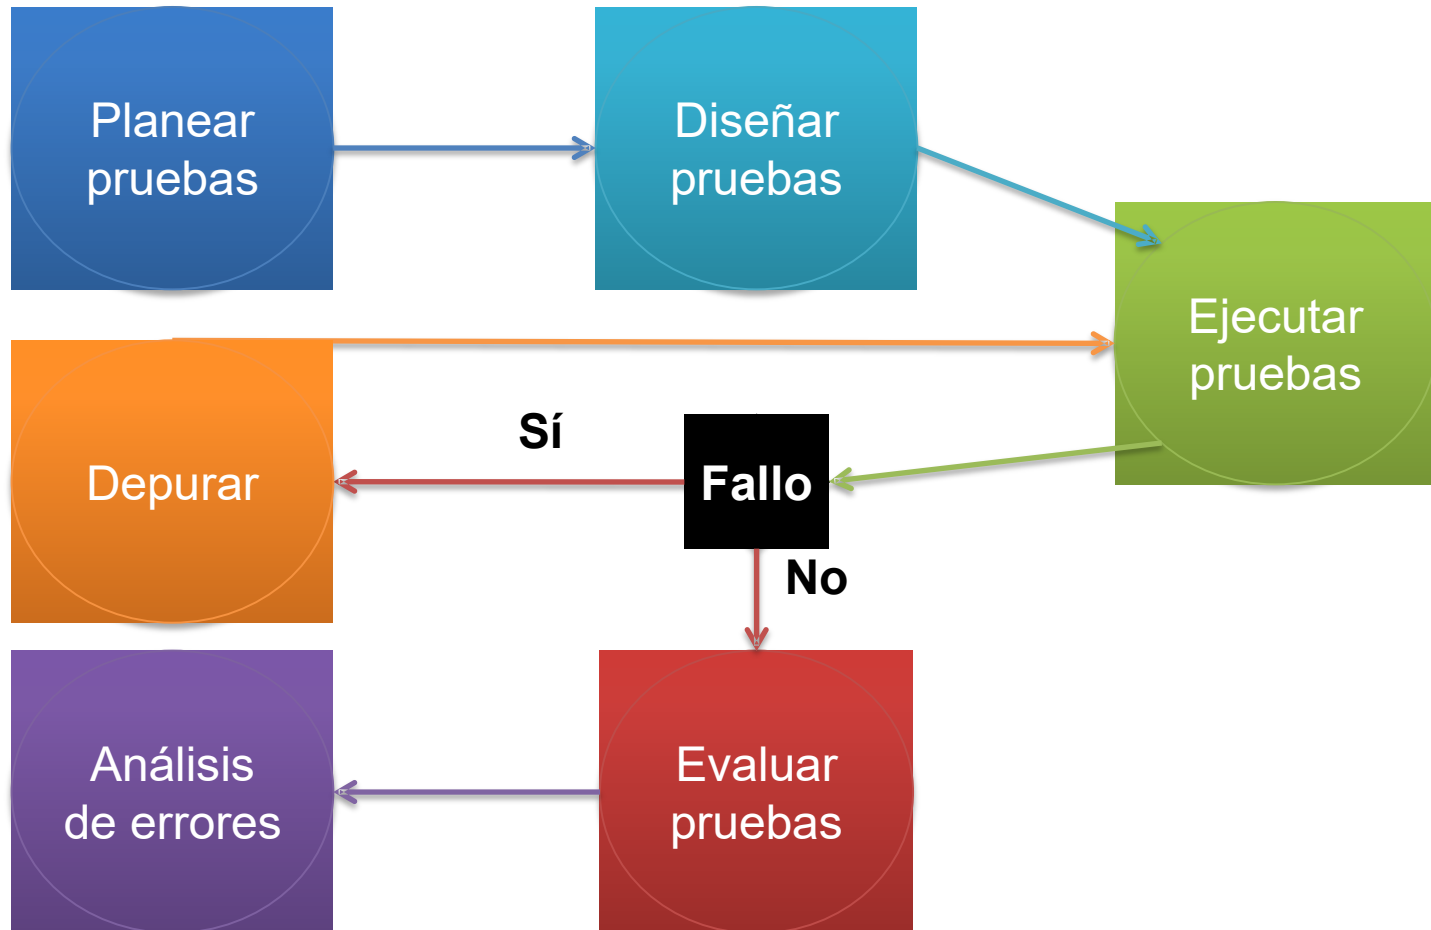 Planear
pruebas
Diseñar
pruebas
Ejecutar
pruebas
Sí
Fallo
Depurar
No
Análisis
de errores
Evaluar
pruebas